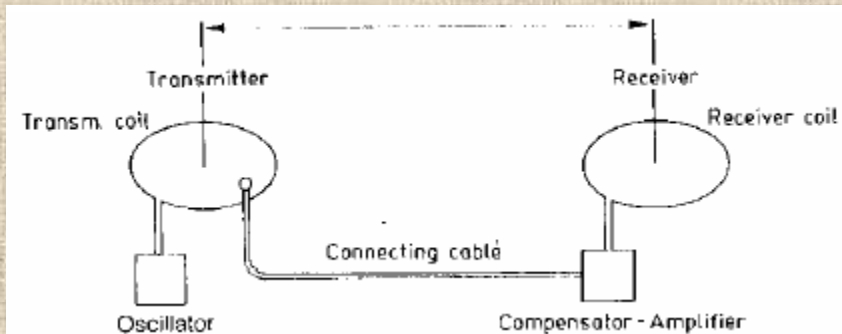 Transmitter
Receiver
Transm. coil
Receiver coil
Connecting cable
Oscillator
Compensator - Amplifier